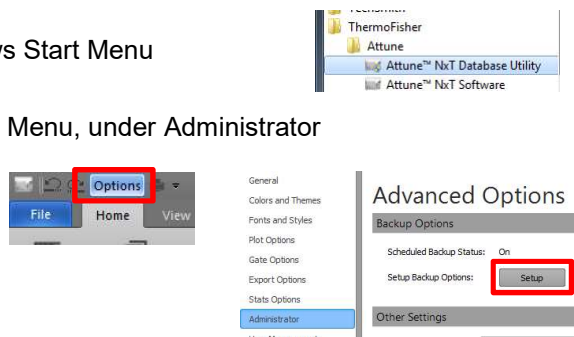 TechSmith
ThermoFisher
Attune
s Start Menu
Attune™ NxT Database Utility
Attune™ NxT Software
Menu, under Administrator
Options
File Home View
General
Colors and Themes
Fonts and Styles
Plot Options
Gate Options
Export Options
Stats Options
Administrator
Advanced Options
Backup Options
Scheduled Backup Status: On
Setup Backup Options: Setup
Other Settings